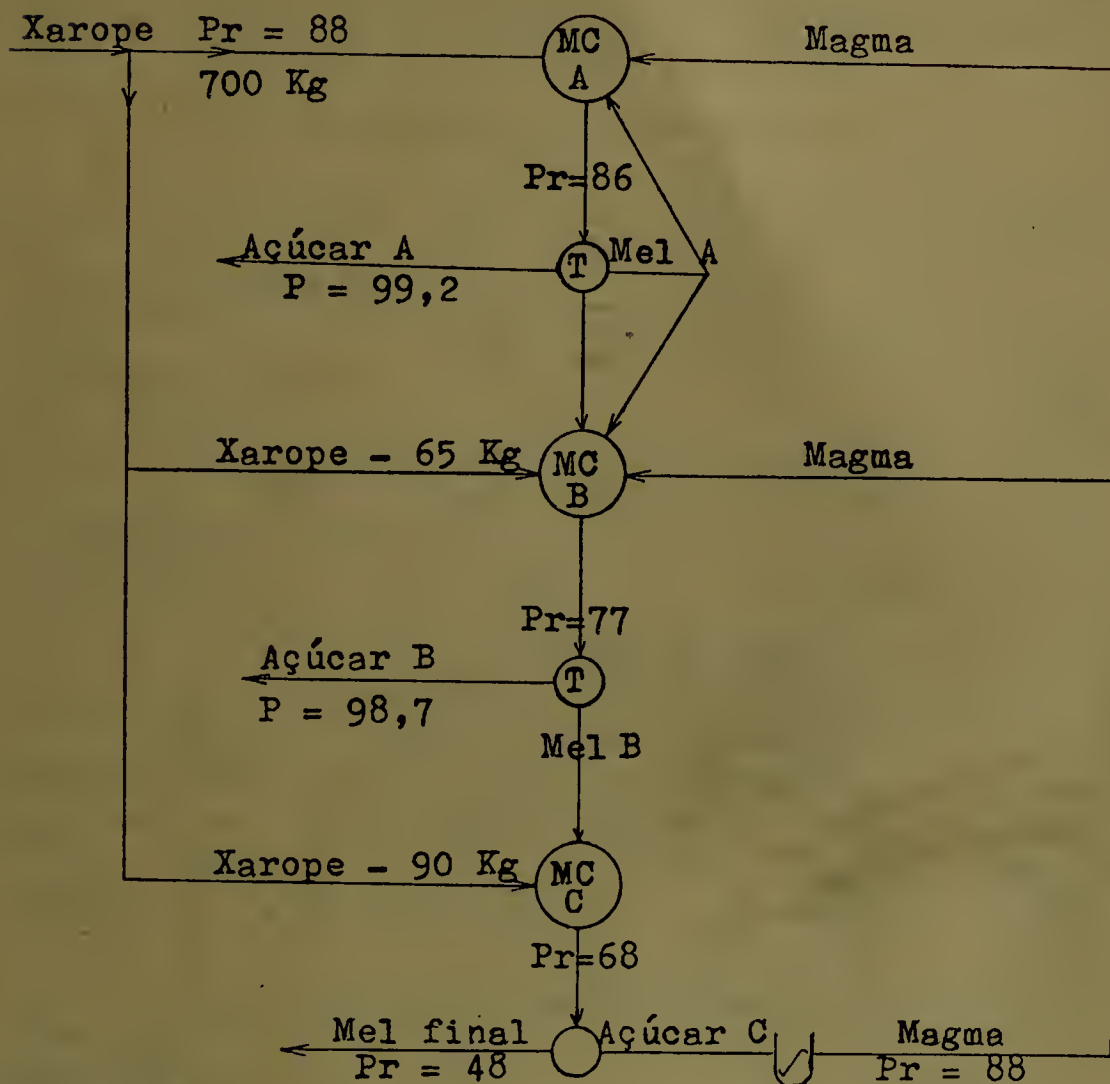 Xarope Pr = 88
700 Kg
MC
A
Magma
Pr=86
Açúcar A
P = 99,2
T
Mel A
Xarope - 65 Kg
MC
B
Magma
Pr=77
Açúcar B
P = 98,7
T
Mel B
Xarope - 90 Kg
MC
C
Pr=68
Mel final
Pr = 48
Açúcar C
Magma
Pr = 88